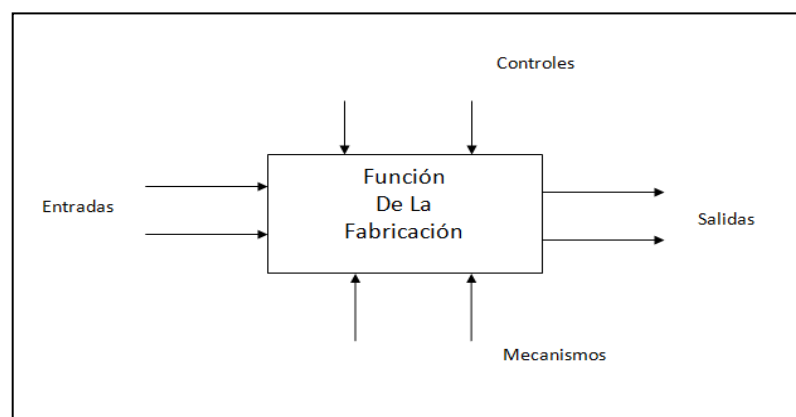 Controles
Función
De La
Fabricación
Entradas
Salidas
Mecanismos